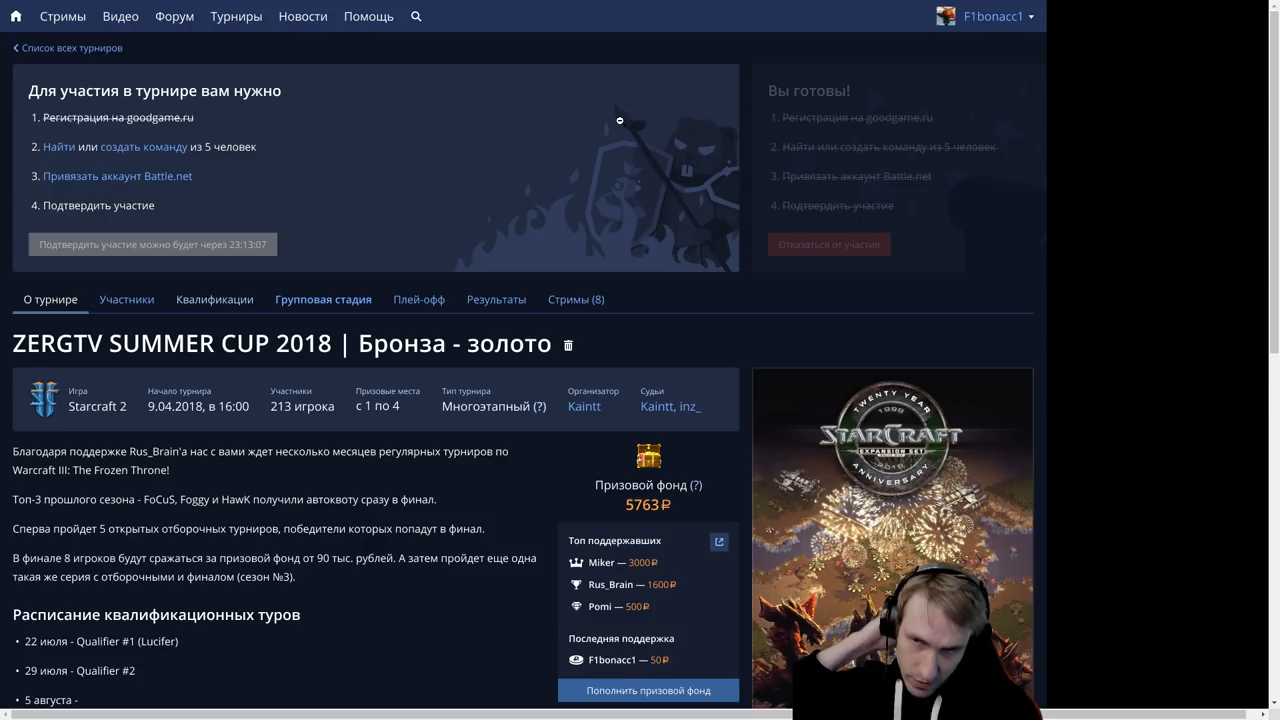 Стримы Видео Форум Турниры Новости Помощь F1bonacc1
Список всех турниров
Для участия в турнире вам нужно
1. Регистрация на goodgame.ru
2. Найти или создать команду из 5 человек
3. Привязать аккаунт Battle.net
4. Подтвердить участие
Подтвердить участие можно будет через 23:13:07
Вы готовы!
1. Регистрация на goodgame.ru
2. Найти или создать команду из 5 человек
3. Привязать аккаунт Battle.net
4. Подтвердить участие
Отказаться от участия
О турнире Участники Квалификации Групповая стадия Плей-офф Результаты Стримы (8)
ZERGTV SUMMER CUP 2018 | Бронза - золото
Игра
Starcraft 2
Начало турнира
9.04.2018, в 16:00
Участники
213 игрока
Призовые места
с 1 по 4
Тип турнира
Многоэтапный (?)
Организатор
Kaintt
Судьи
Kaintt, inz_
Благодаря поддержке Rus_Brain'а нас с вами ждет несколько месяцев регулярных турниров по
Warcraft III: The Frozen Throne!
Топ-3 прошлого сезона - FoCuS, Foggy и HawK получили автоквоту сразу в финал.
Сперва пройдет 5 открытых отборочных турниров, победители которых попадут в финал.
В финале 8 игроков будут сражаться за призовой фонд от 90 тыс. рублей. А затем пройдет еще одна
такая же серия с отборочными и финалом (сезон №3).
Расписание квалификационных туров
• 22 июля - Qualifier #1 (Lucifer)
• 29 июля - Qualifier #2
• 5 августа -
Призовой фонд (?)
5763₽
Топ поддержавших
Miker — 3000₽
Rus_Brain — 1600₽
Pomi — 500₽
Последняя поддержка
F1bonacc1 — 50₽
Пополнить призовой фонд
TWENTY YEAR
1998
STARCRAFT
EXPANSION SET
2018
ANNIVERSARY